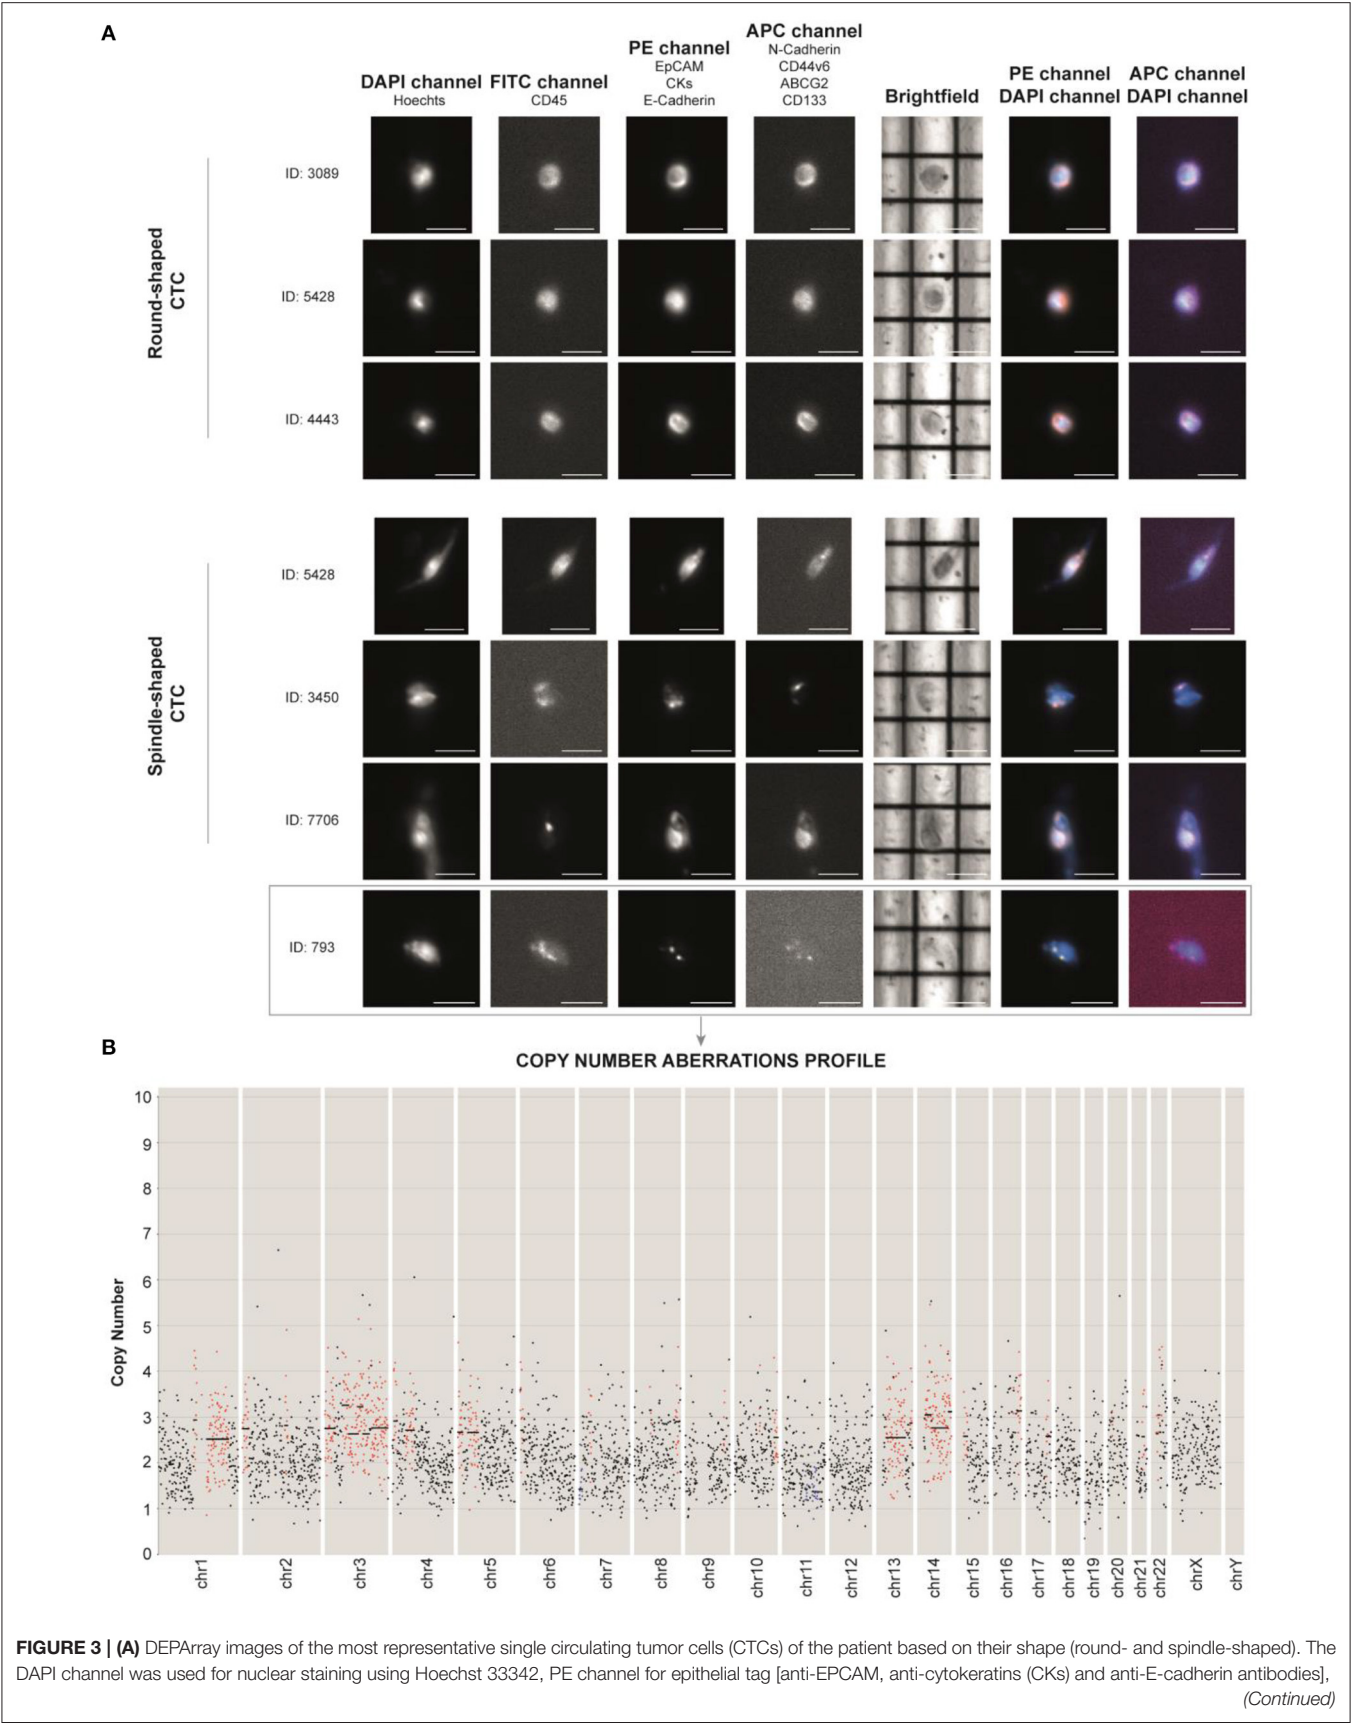 A
DAPI channel
Hoechts
FITC channel
CD45
PE channel
EpCAM
CKs
E-Cadherin
APC channel
N-Cadherin
CD44v6
ABCG2
CD133
Brightfield
PE channel
DAPI channel
APC channel
DAPI channel
Round-shaped
CTC
ID: 3089
ID: 5428
ID: 4443
Spindle-shaped
CTC
ID: 5428
ID: 3450
ID: 7706
ID: 793
B
COPY NUMBER ABERRATIONS PROFILE
Copy Number
10
9
8
7
6
5
4
3
2
1
0
chr1 chr2 chr3 chr4 chr5 chr6 chr7 chr8 chr9 chr10 chr11 chr12 chr13 chr14 chr15 chr16 chr17 chr18 chr19 chr20 chr21 chr22 chrX chrY
FIGURE 3 | (A) DEPArray images of the most representative single circulating tumor cells (CTCs) of the patient based on their shape (round- and spindle-shaped). The
DAPI channel was used for nuclear staining using Hoechst 33342, PE channel for epithelial tag [anti-EPCAM, anti-cytokeratins (CKs) and anti-E-cadherin antibodies],
(Continued)